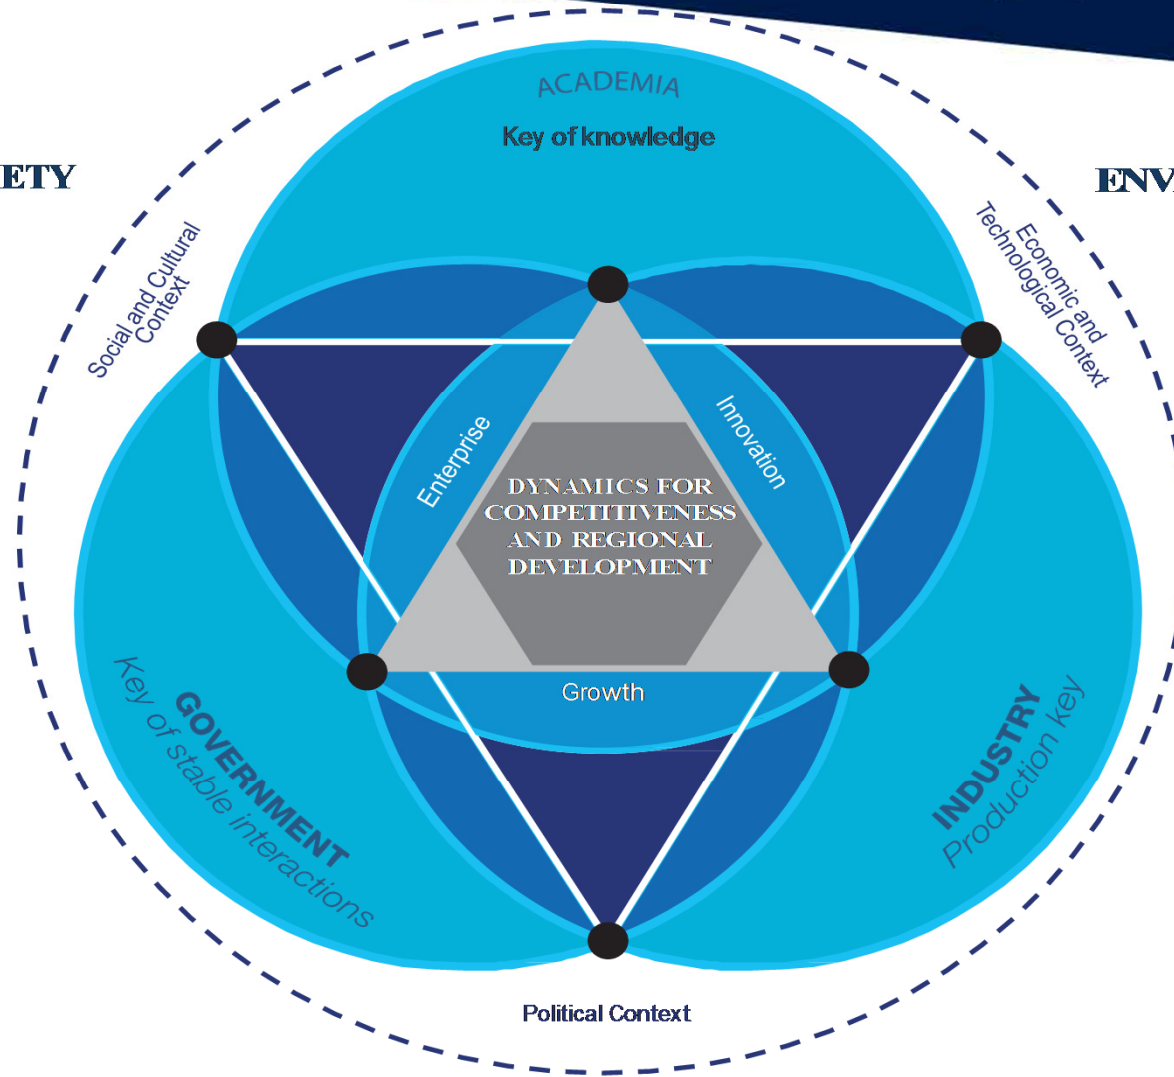 ACADEMIA
Key of knowledge
ETY
ENV
Social and Cultural
Context
Economic and
Technological Context
Enterprise
Innovation
DYNAMICS FOR
COMPETITIVENESS
AND REGIONAL
DEVELOPMENT
Growth
GOVERNMENT
Key of stable interactions
INDUSTRY
Production key
Political Context